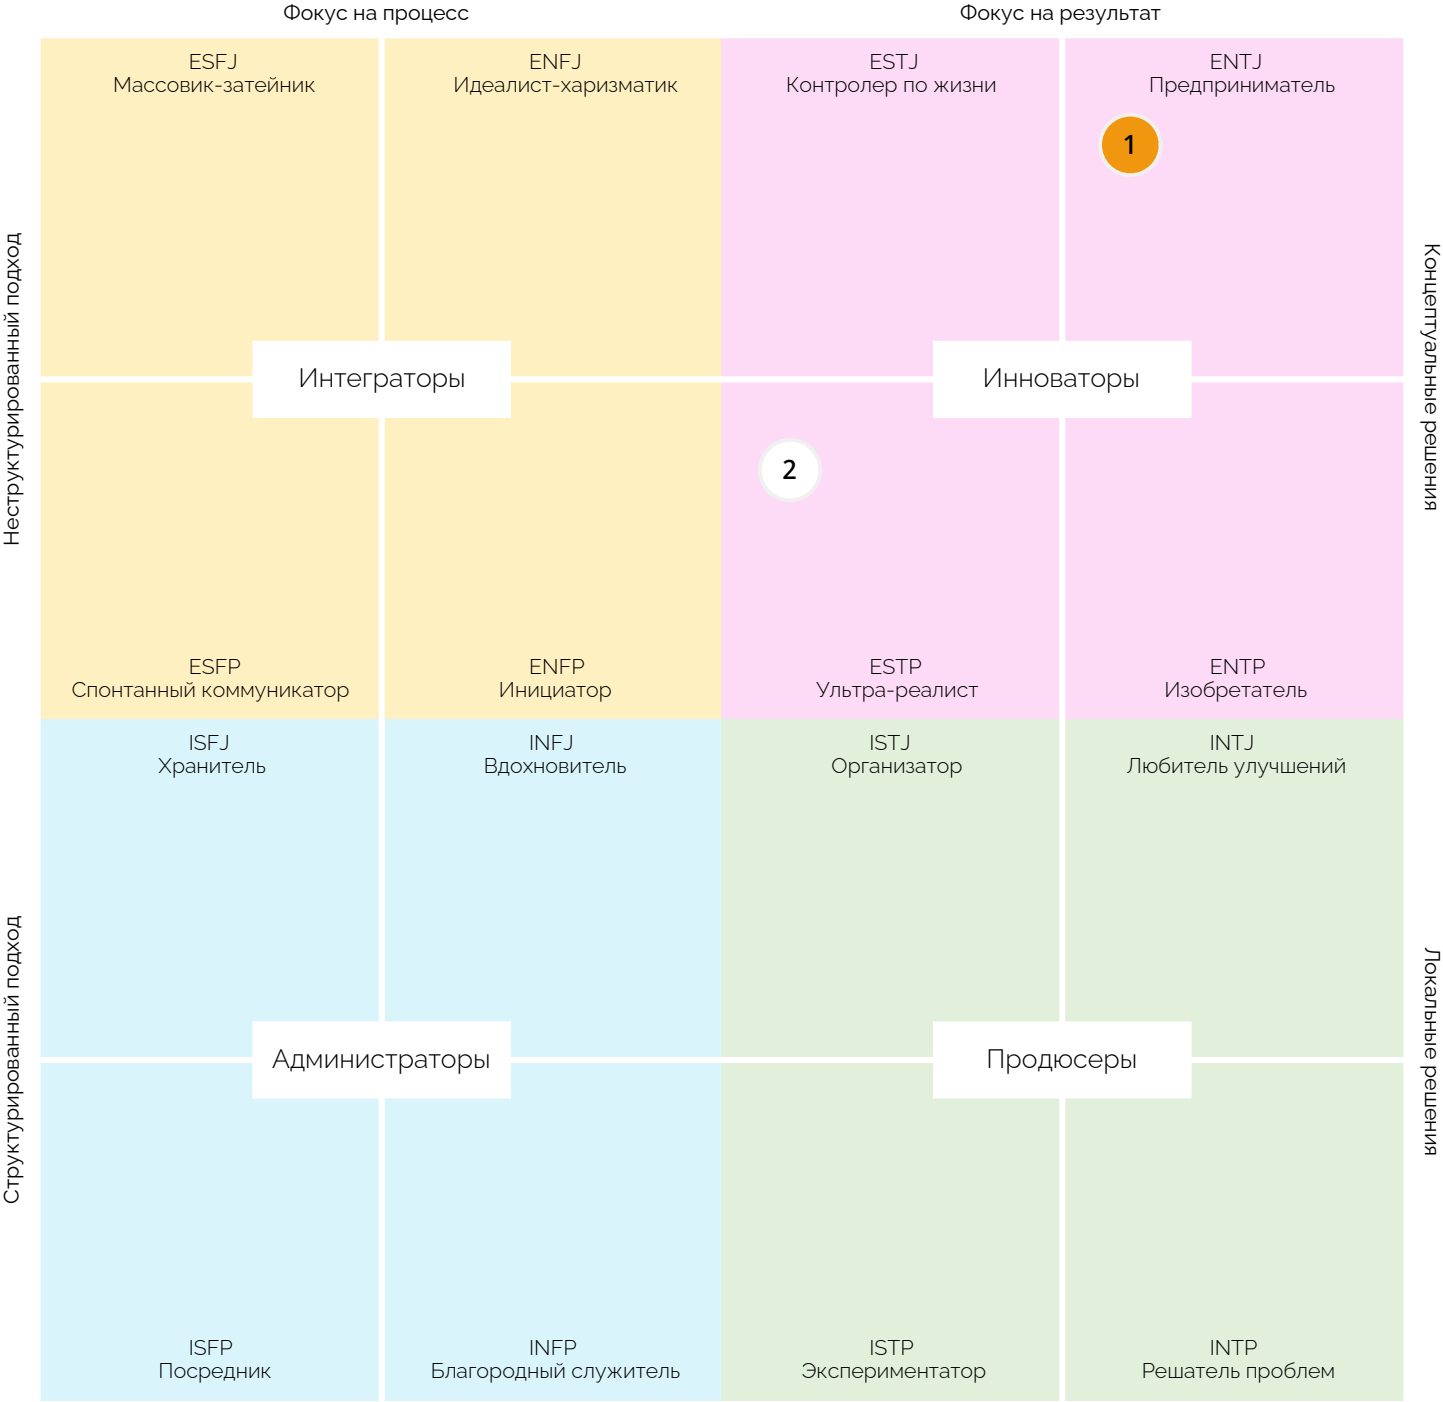 Фокус на процесс
Фокус на результат
ESFJ
Массовик-затейник
ENFJ
Идеалист-харизматик
ESTJ
Контролер по жизни
ENTJ
Предприниматель
1
Неструктурированный подход
Концептуальные решения
Интеграторы
Инноваторы
2
ESFP
Спонтанный коммуникатор
ENFP
Инициатор
ESTP
Ультра-реалист
ENTP
Изобретатель
ISFJ
Хранитель
INFJ
Вдохновитель
ISTJ
Организатор
INTJ
Любитель улучшений
Структурированный подход
Локальные решения
Администраторы
Продюсеры
ISFP
Посредник
INFP
Благородный служитель
ISTP
Экспериментатор
INTP
Решатель проблем